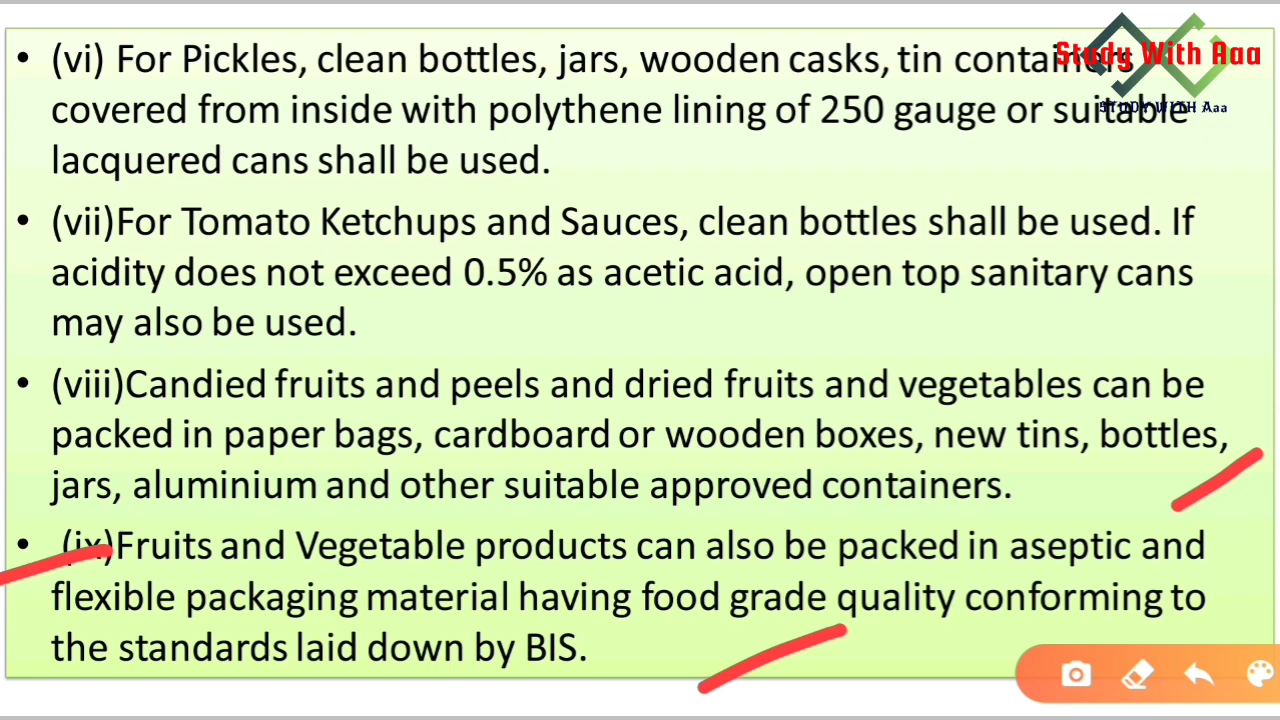 • (vi) For Pickles, clean bottles, jars, wooden casks, tin containers
covered from inside with polythene lining of 250 gauge or suitable
lacquered cans shall be used.
• (vii)For Tomato Ketchups and Sauces, clean bottles shall be used. If
acidity does not exceed 0.5% as acetic acid, open top sanitary cans
may also be used.
• (viii)Candied fruits and peels and dried fruits and vegetables can be
packed in paper bags, cardboard or wooden boxes, new tins, bottles,
jars, aluminium and other suitable approved containers.
• (ix)Fruits and Vegetable products can also be packed in aseptic and
flexible packaging material having food grade quality conforming to
the standards laid down by BIS.
Study With Aaa
STUDY WITH Aaa